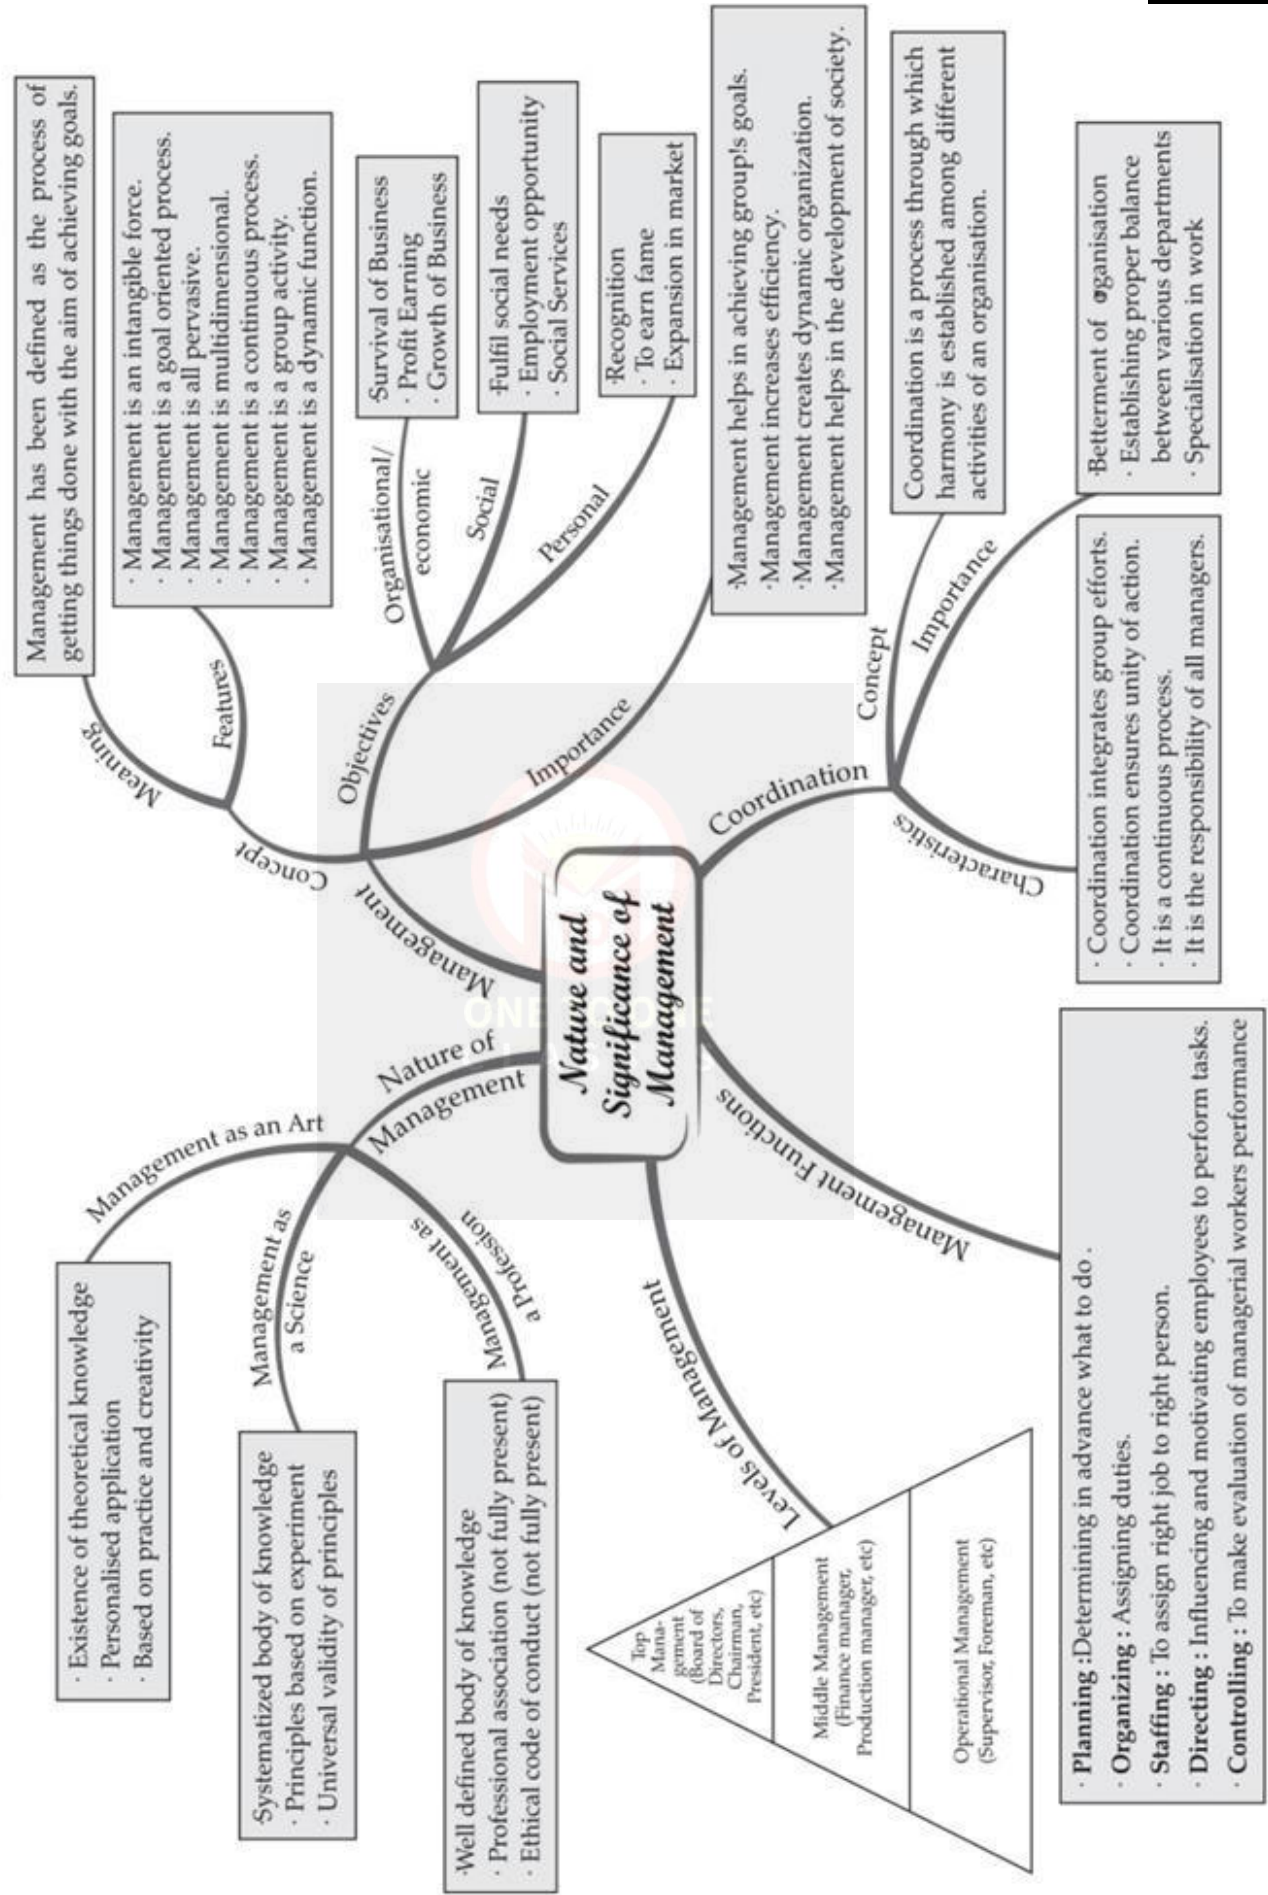 Nature and
Significance of
Management
Management
Concept
Meaning
Management has been defined as the process of
getting things done with the aim of achieving goals.
Features
· Management is an intangible force.
· Management is a goal oriented process.
· Management is all pervasive.
· Management is multidimensional.
· Management is a continuous process.
· Management is a group activity.
· Management is a dynamic function.
Objectives
Organisational/
economic
·Survival of Business
· Profit Earning
· Growth of Business
Social
·Fulfil social needs
· Employment opportunity
· Social Services
Personal
·Recognition
· To earn fame
· Expansion in market
Importance
·Management helps in achieving group!s goals.
·Management increases efficiency.
·Management creates dynamic organization.
·Management helps in the development of society.
Coordination
Concept
Coordination is a process through which
harmony is established among different
activities of an organisation.
Importance
·Betterment of organisation
· Establishing proper balance
between various departments
· Specialisation in work
Characteristics
· Coordination integrates group efforts.
· Coordination ensures unity of action.
· It is a continuous process.
· It is the responsibility of all managers.
Management Functions
· Planning :Determining in advance what to do .
· Organizing : Assigning duties.
· Staffing : To assign right job to right person.
· Directing : Influencing and motivating employees to perform tasks.
· Controlling : To make evaluation of managerial workers performance
Levels of Management
Top
Mana-
gement
(Board of
Directors,
Chairman,
President, etc)
Middle Management
(Finance manager,
Production manager, etc)
Operational Management
(Supervisor, Foreman, etc)
Nature of
Management
Management as an Art
· Existence of theoretical knowledge
· Personalised application
· Based on practice and creativity
Management as
a Science
·Systematized body of knowledge
· Principles based on experiment
· Universal validity of principles
Management as
a Profession
·Well defined body of knowledge
· Professional association (not fully present)
· Ethical code of conduct (not fully present)